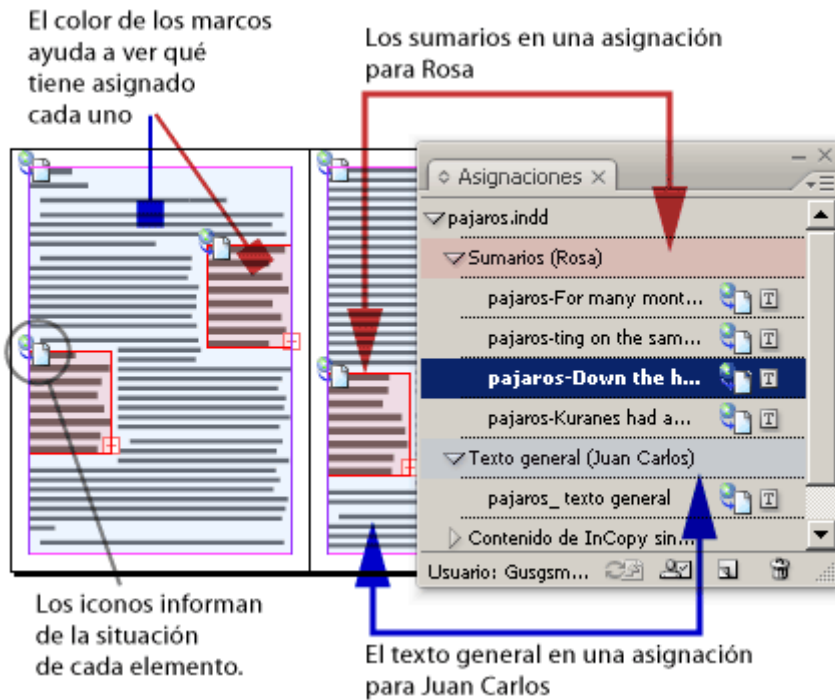 El color de los marcos
ayuda a ver qué
tiene asignado
cada uno
Los sumarios en una asignación
para Rosa
Asignaciones
pajaros.indd
Sumarios (Rosa)
pajaros-For many mont...
pajaros-ting on the sam...
pajaros-Down the h...
pajaros-Kuranes had a...
Texto general (Juan Carlos)
pajaros_ texto general
Contenido de InCopy sin...
Usuario: Gusgsm...
Los iconos informan
de la situación
de cada elemento.
El texto general en una asignación
para Juan Carlos